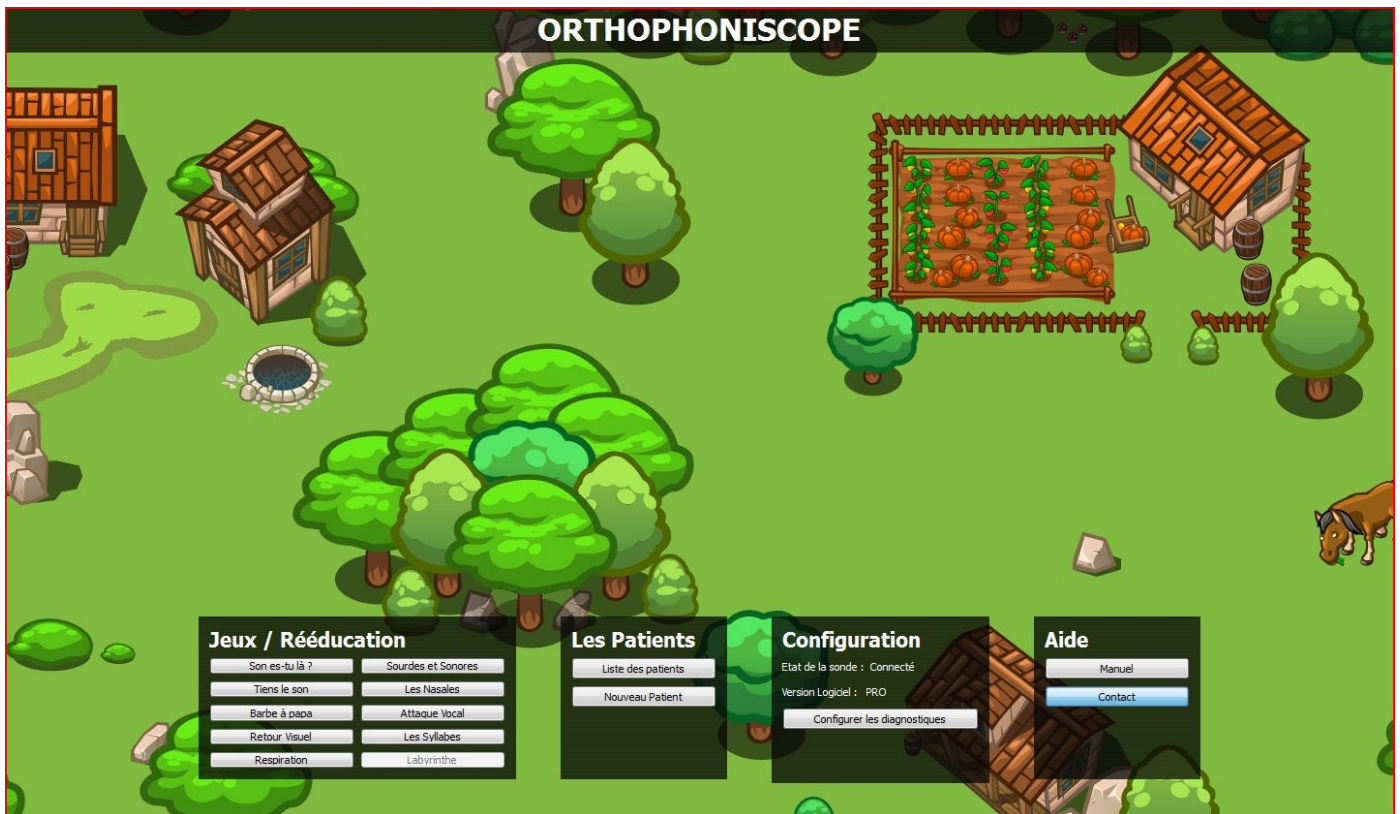 ORTHOPHONISCOPE
Jeux / Rééducation
Son es-tu là ?
Sourdes et Sonores
Tiens le son
Les Nasales
Barbe à papa
Attaque Vocal
Retour Visuel
Les Syllabes
Respiration
Labyrinthe
Les Patients
Liste des patients
Nouveau Patient
Configuration
Etat de la sonde : Connecté
Version Logiciel : PRO
Configurer les diagnostiques
Aide
Manuel
Contact